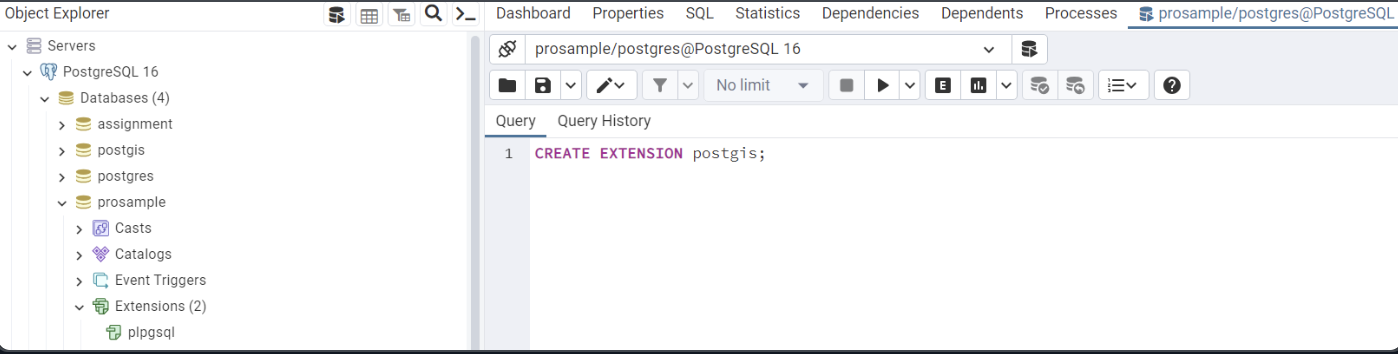 Object Explorer
Dashboard Properties SQL Statistics Dependencies Dependents Processes prosample/postgres@PostgreSQL
Servers
PostgreSQL 16
Databases (4)
assignment
postgis
postgres
prosample
Casts
Catalogs
Event Triggers
Extensions (2)
plpgsql
prosample/postgres@PostgreSQL 16
No limit
E
Query Query History
1 CREATE EXTENSION postgis;